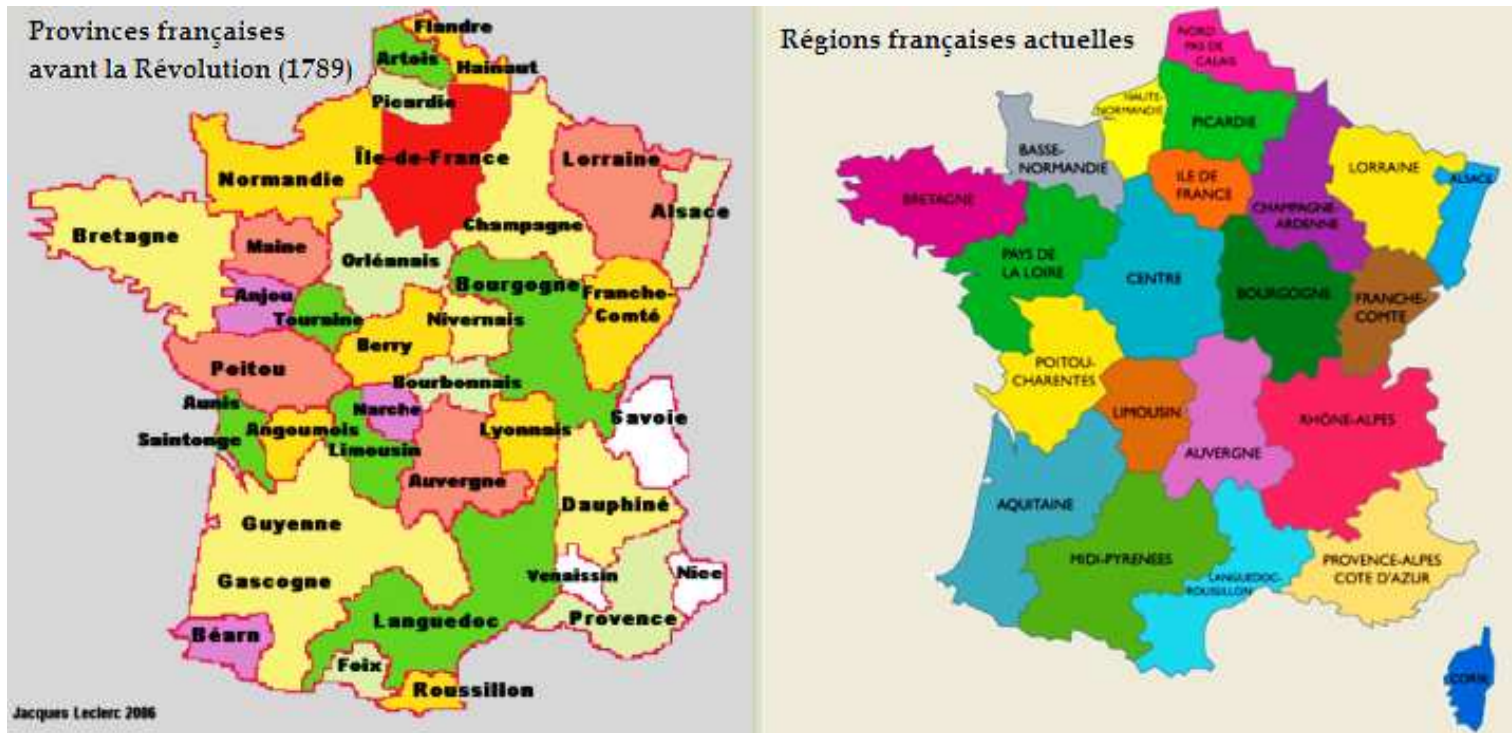 Provinces françaises
avant la Révolution (1789)
Flandre
Artois
Hainaut
Picardie
Île-de-France
Lorraine
Normandie
Alsace
Champagne
Bretagne
Maine
Orléanais
Bourgogne
Anjou
Franche-
Comté
Touraine
Nivernais
Berry
Poitou
Bourbonnais
Aunis
Marche
Savoie
Angoumois
Lyonnais
Saintonge
Limousin
Auvergne
Dauphiné
Guyenne
Gascogne
Venaissin
Nice
Languedoc
Provence
Béarn
Foix
Roussillon
Jacques Leclerc 2006
Régions françaises actuelles
NORD
PAS DE
CALAIS
HAUTE-
NORMANDIE
PICARDIE
BASSE-
NORMANDIE
LORRAINE
ILE DE
FRANCE
ALSACE
BRETAGNE
CHAMPAGNE-
ARDENNE
PAYS DE
LA LOIRE
CENTRE
BOURGOGNE
FRANCHE-
COMTE
POITOU-
CHARENTES
LIMOUSIN
RHÔNE-ALPES
AUVERGNE
AQUITAINE
MIDI-PYRENEES
PROVENCE-ALPES
COTE D'AZUR
LANGUEDOC-
ROUSSILLON
CORSE